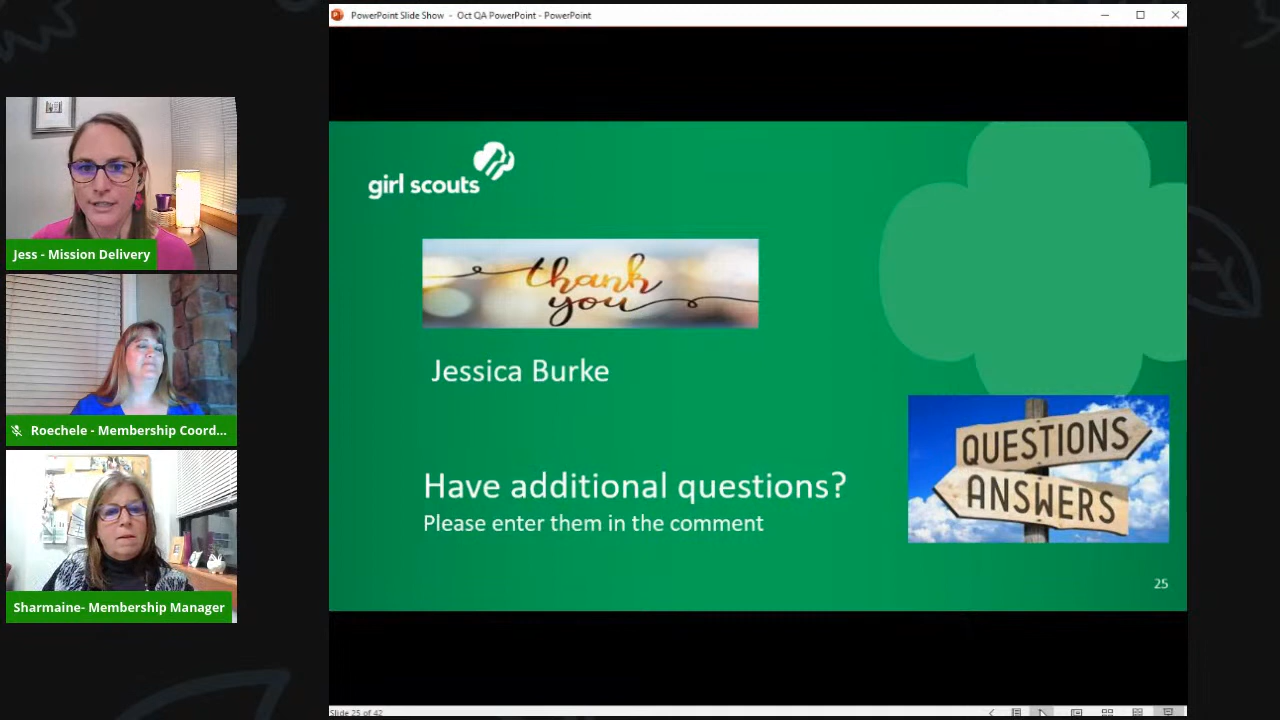 PowerPoint Slide Show - Oct QA PowerPoint - PowerPoint
Jess - Mission Delivery
Roechele - Membership Coord...
Sharmaine- Membership Manager
girl scouts
thank
you
Jessica Burke
Have additional questions?
Please enter them in the comment
QUESTIONS
ANSWERS
25
Slide 25 of 42